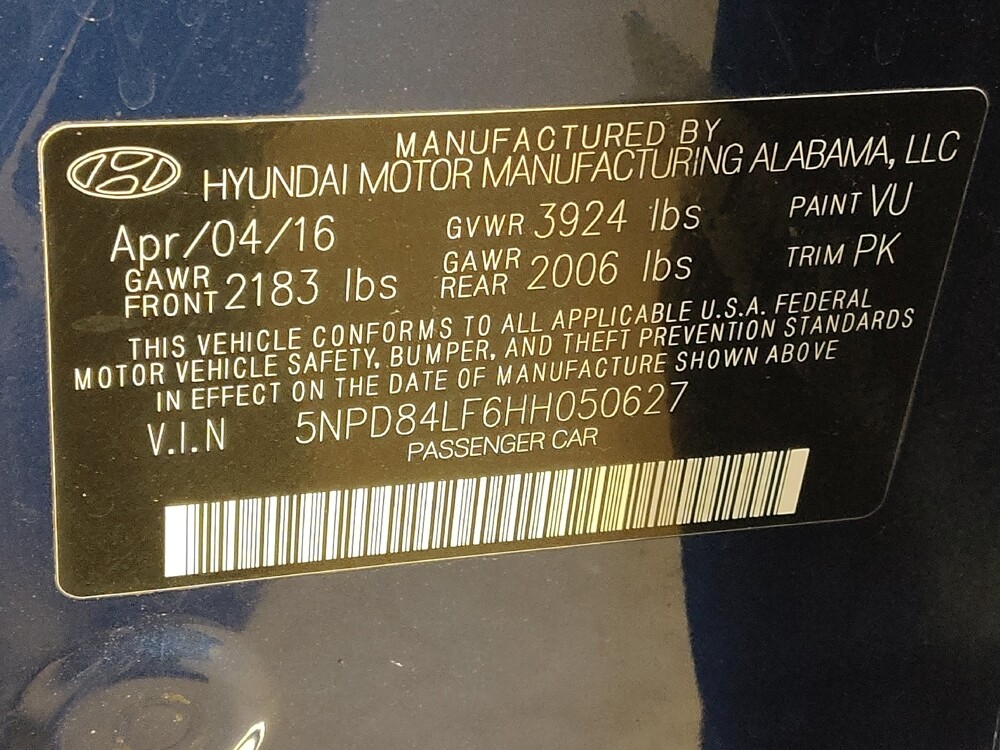 MANUFACTURED BY
HYUNDAI MOTOR MANUFACTURING ALABAMA, LLC
Apr/04/16 GVWR 3924 lbs PAINT VU
GAWR FRONT 2183 lbs GAWR REAR 2006 lbs TRIM PK
THIS VEHICLE CONFORMS TO ALL APPLICABLE U.S.A. FEDERAL
MOTOR VEHICLE SAFETY, BUMPER, AND THEFT PREVENTION STANDARDS
IN EFFECT ON THE DATE OF MANUFACTURE SHOWN ABOVE
V.I.N 5NPD84LF6HH050627
PASSENGER CAR